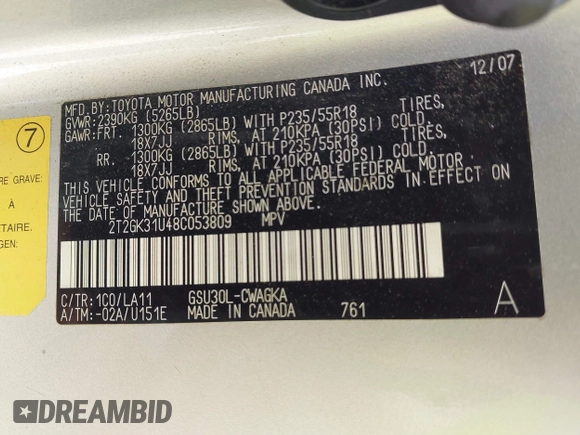 MFD.BY:TOYOTA MOTOR MANUFACTURING CANADA INC. 12/07
GVWR:2390KG (5265LB)
GAWR:FRT. 1300KG (2865LB) WITH P235/55R18 TIRES,
18X7JJ RIMS, AT 210KPA (30PSI) COLD.
RR. 1300KG (2865LB) WITH P235/55R18 TIRES,
18X7JJ RIMS, AT 210KPA (30PSI) COLD.
THIS VEHICLE CONFORMS TO ALL APPLICABLE FEDERAL MOTOR
VEHICLE SAFETY AND THEFT PREVENTION STANDARDS IN EFFECT ON
THE DATE OF MANUFACTURE SHOWN ABOVE.
2T2GK31U48C053809 MPV
C/TR:1C0/LA11 GSU30L-CWAGKA
A/TM:-02A/U151E MADE IN CANADA 761 A
7
RE GRAVE:
À
TAIRE.
GEN:
DREAMBID